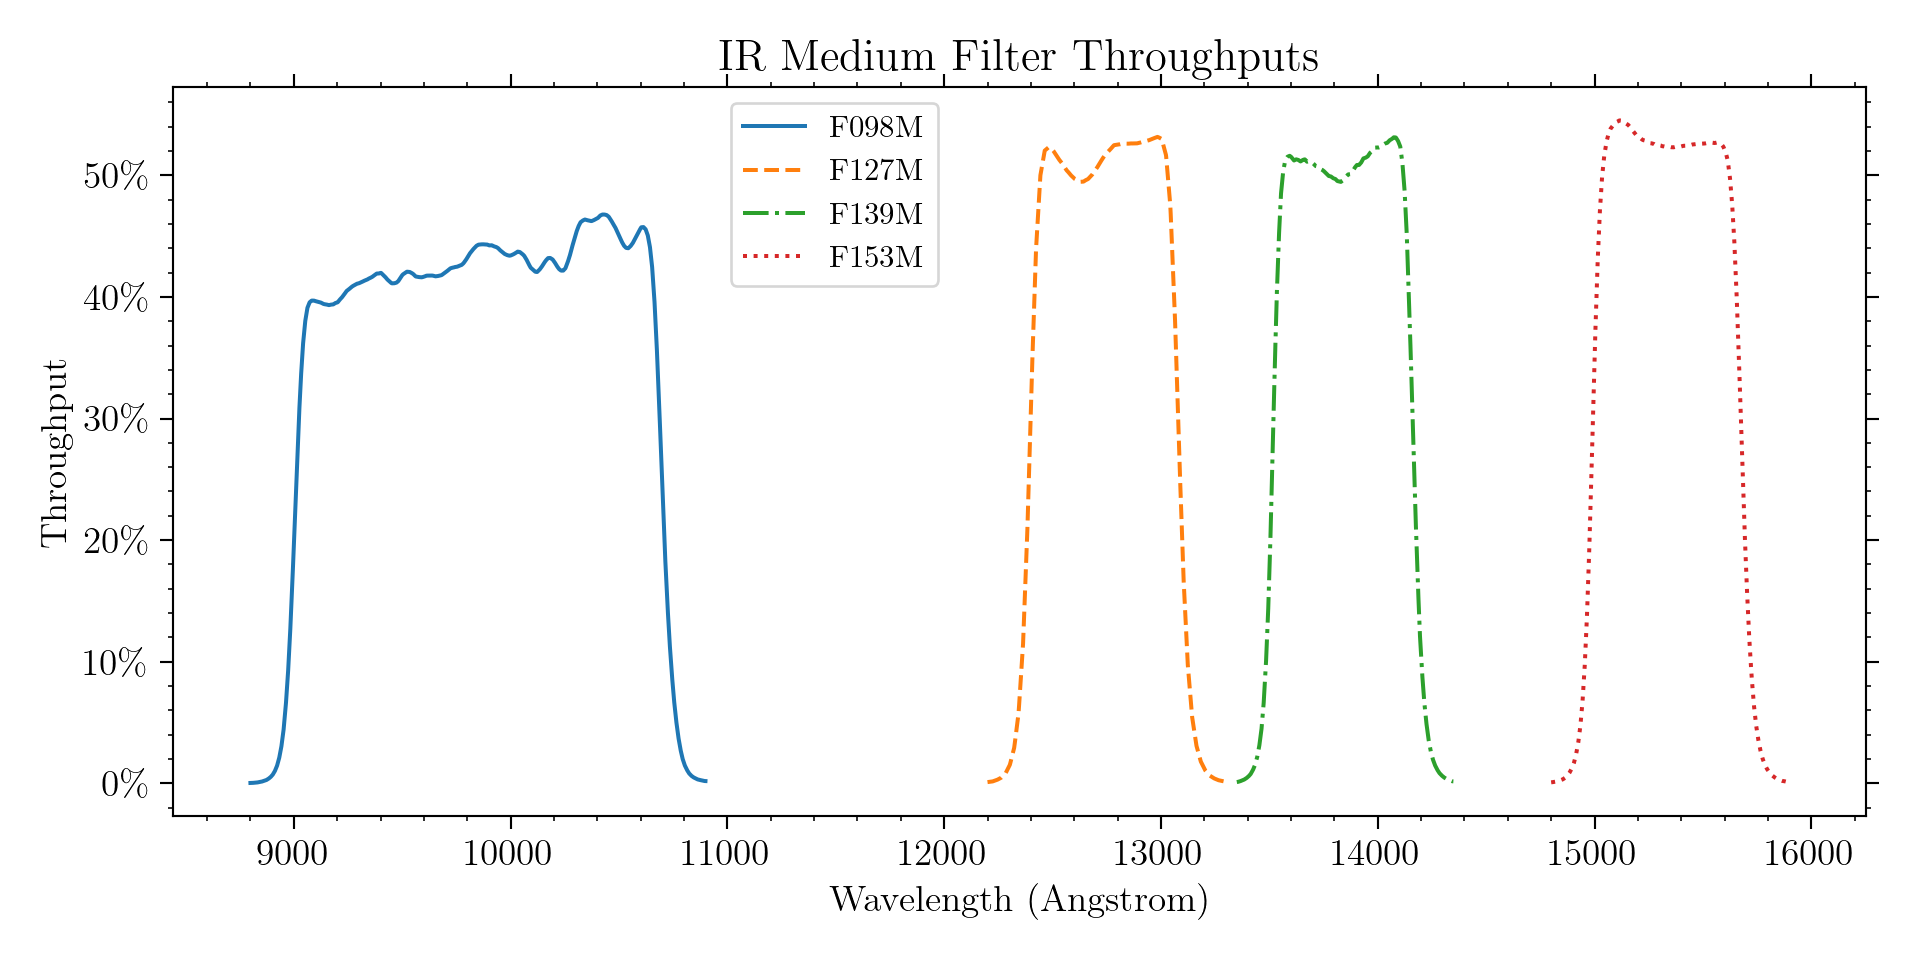 IR Medium Filter Throughputs
F098M
F127M
F139M
F153M
Throughput
50%
40%
30%
20%
10%
0%
9000 10000 11000 12000 13000 14000 15000 16000
Wavelength (Angstrom)